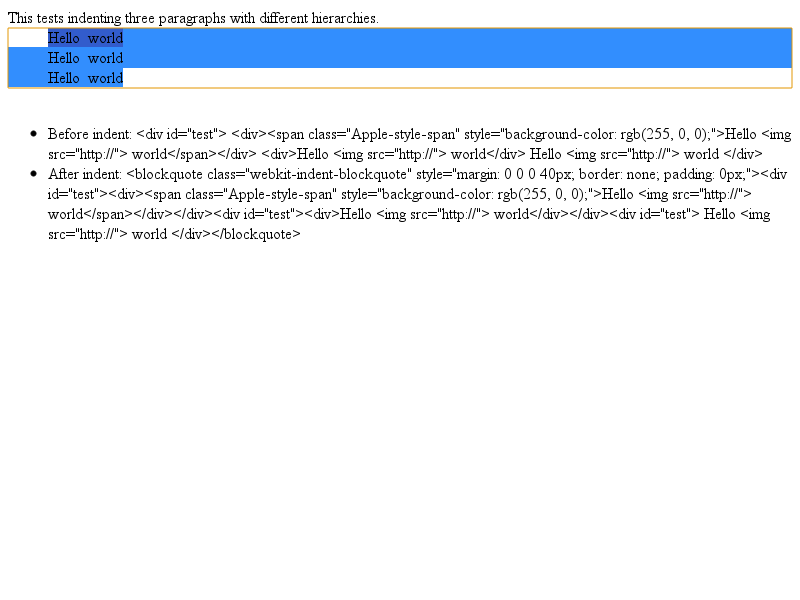 This tests indenting three paragraphs with different hierarchies.
Hello  world
Hello  world
Hello  world
Before indent: <div id="test"> <div><span class="Apple-style-span" style="background-color: rgb(255, 0, 0);">Hello <img
src="http://"> world</span></div> <div>Hello <img src="http://"> world</div> Hello <img src="http://"> world </div>
After indent: <blockquote class="webkit-indent-blockquote" style="margin: 0 0 0 40px; border: none; padding: 0px;"><div
id="test"><div><span class="Apple-style-span" style="background-color: rgb(255, 0, 0);">Hello <img src="http://">
world</span></div></div><div id="test"><div>Hello <img src="http://"> world</div></div><div id="test"> Hello <img
src="http://"> world </div></blockquote>